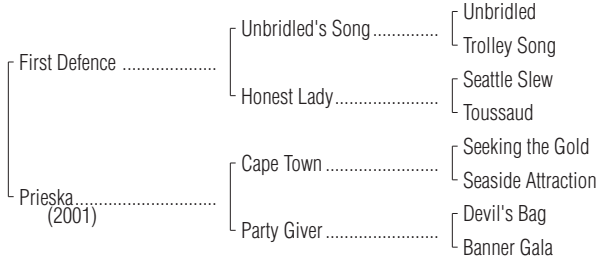 Unbridled
Unbridled's Song..............
Trolley Song
First Defence ....................
Seattle Slew
Honest Lady......................
Toussaud
Seeking the Gold
Cape Town ........................
Seaside Attraction
Prieska..............................
(2001)
Devil's Bag
Party Giver ........................
Banner Gala